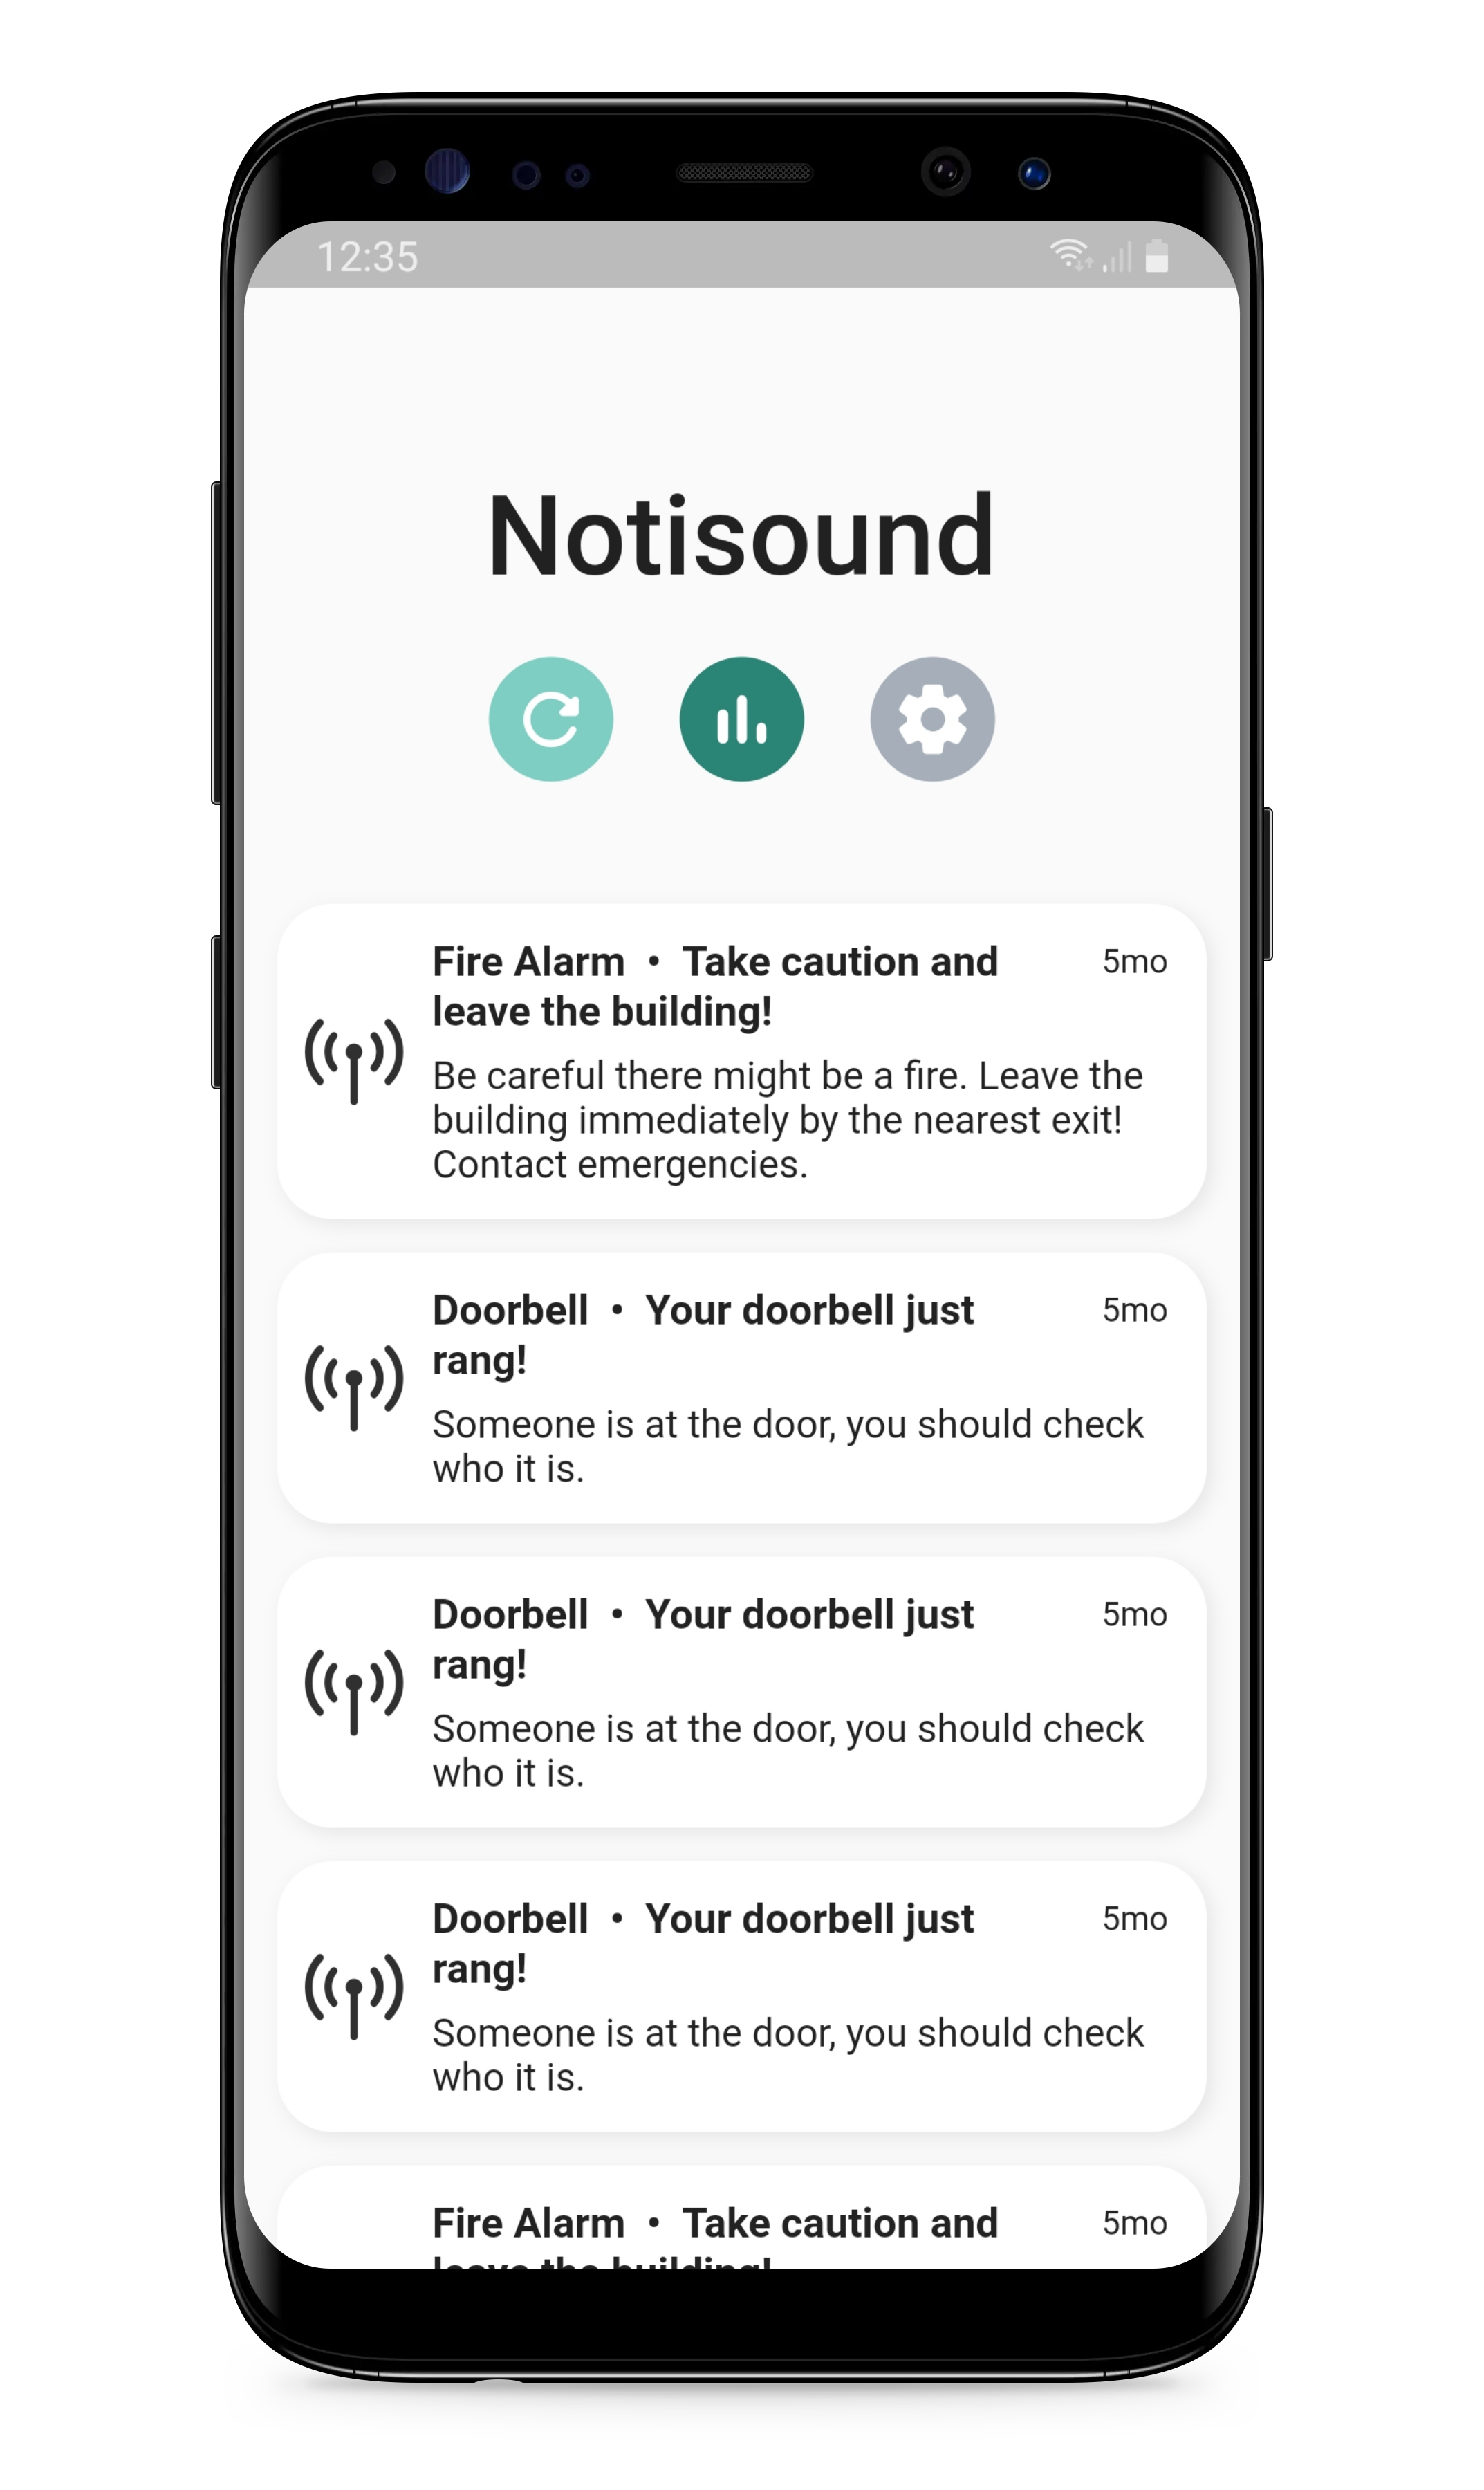 12:35
Notisound
Fire Alarm • Take caution and 5mo
leave the building!
Be careful there might be a fire. Leave the
building immediately by the nearest exit!
Contact emergencies.
Doorbell • Your doorbell just 5mo
rang!
Someone is at the door, you should check
who it is.
Doorbell • Your doorbell just 5mo
rang!
Someone is at the door, you should check
who it is.
Doorbell • Your doorbell just 5mo
rang!
Someone is at the door, you should check
who it is.
Fire Alarm • Take caution and 5mo
leave the building!